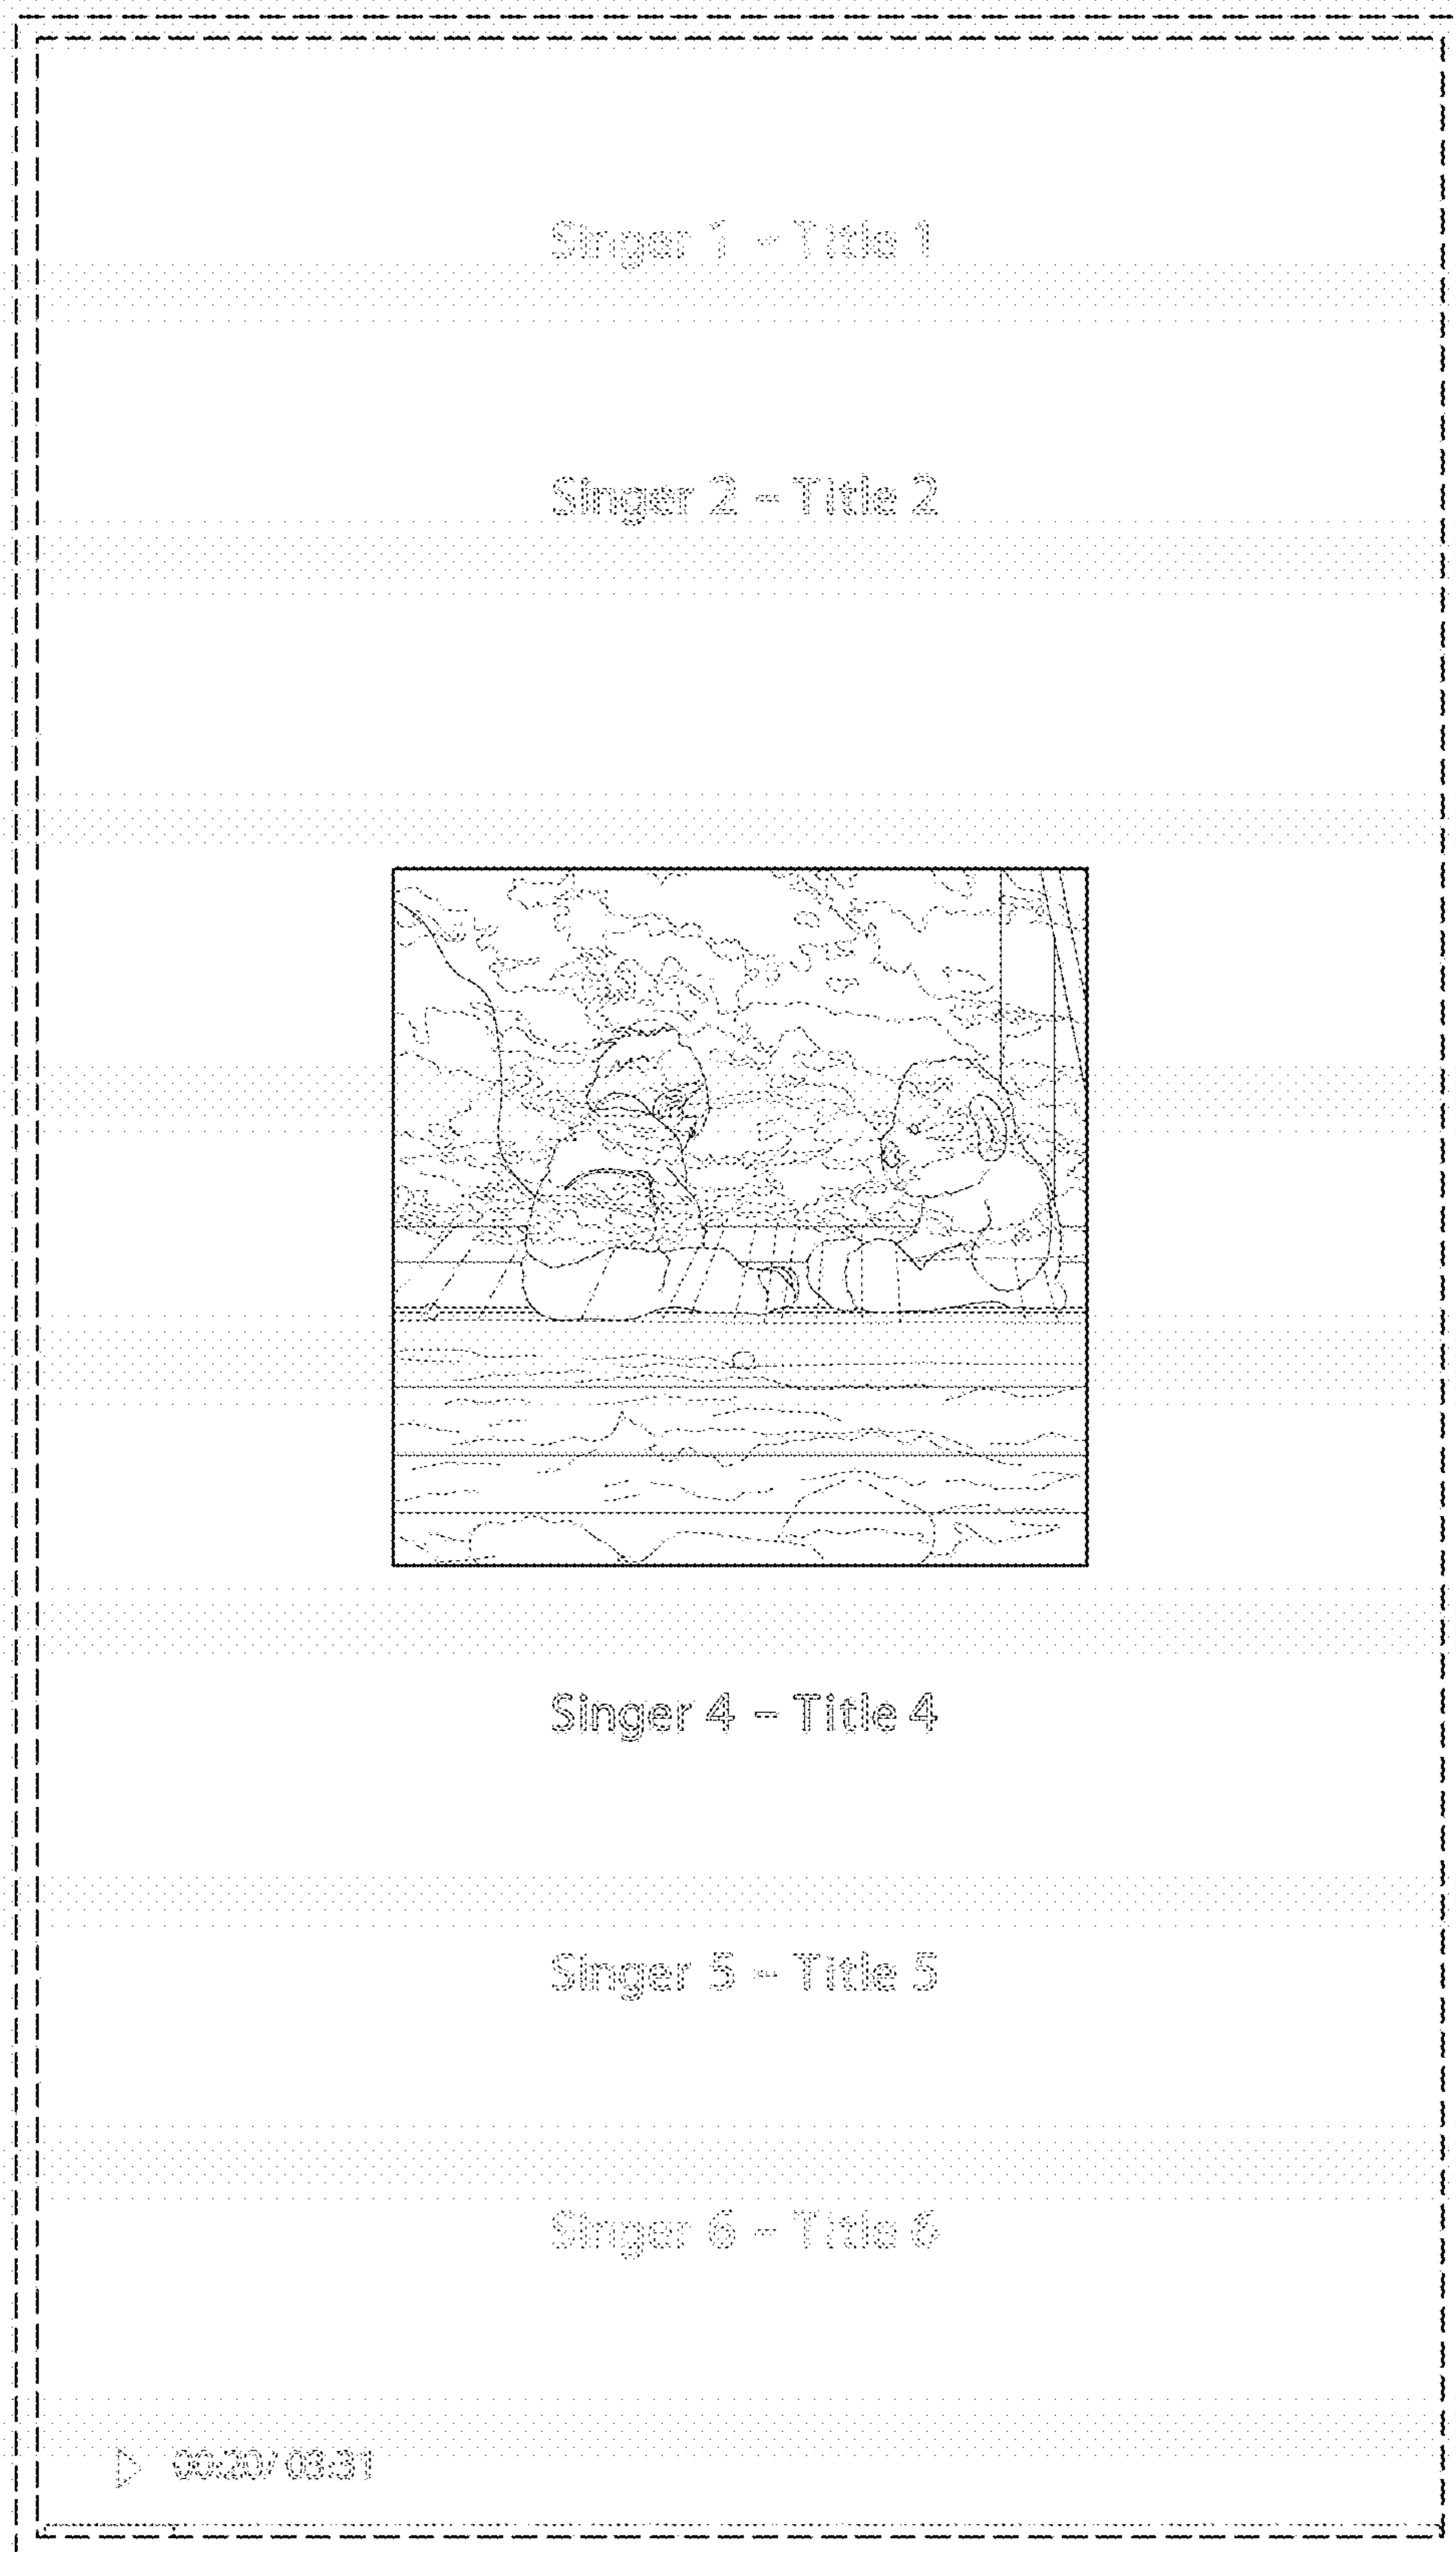 Singer 1 - Title 1
Singer 2 - Title 2
Singer 4 - Title 4
Singer 5 - Title 5
Singer 6 - Title 6
00:20/ 03:31